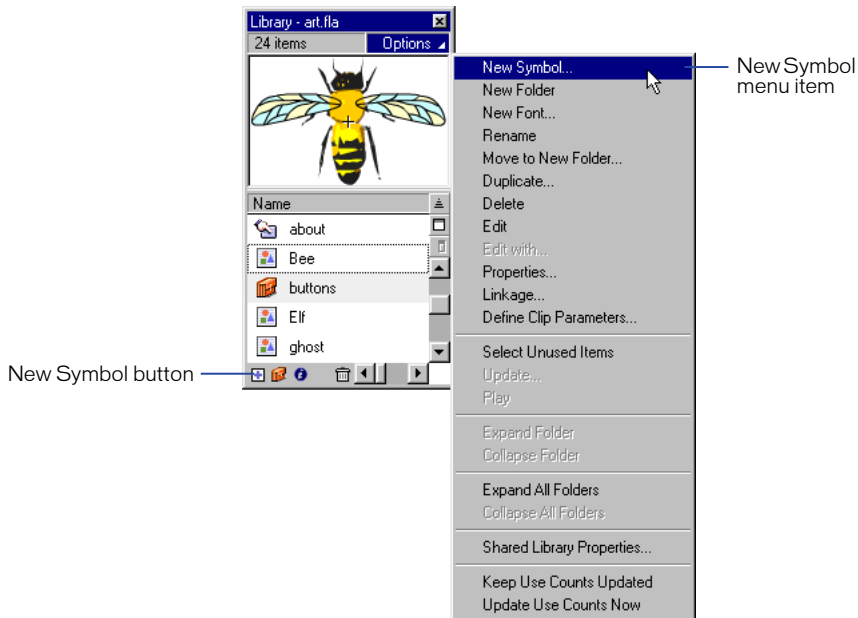 Library - art.fla
24 items Options
New Symbol...
New Folder
New Font...
Rename
Move to New Folder...
Duplicate...
Delete
Edit
Edit with...
Properties...
Linkage...
Define Clip Parameters...
Select Unused Items
Update...
Play
Expand Folder
Collapse Folder
Expand All Folders
Collapse All Folders
Shared Library Properties...
Keep Use Counts Updated
Update Use Counts Now
New Symbol
menu item
Name
about
Bee
buttons
Elf
ghost
New Symbol button